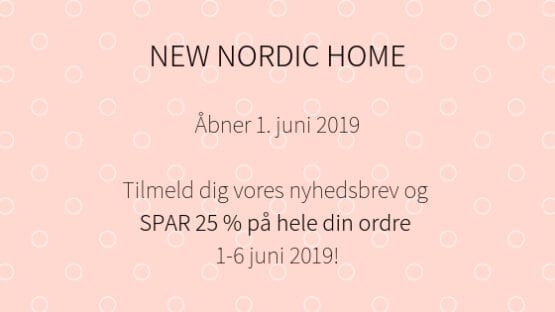 NEW NORDIC HOME
Åbner 1. juni 2019
Tilmeld dig vores nyhedsbrev og
SPAR 25 % på hele din ordre
1-6 juni 2019!